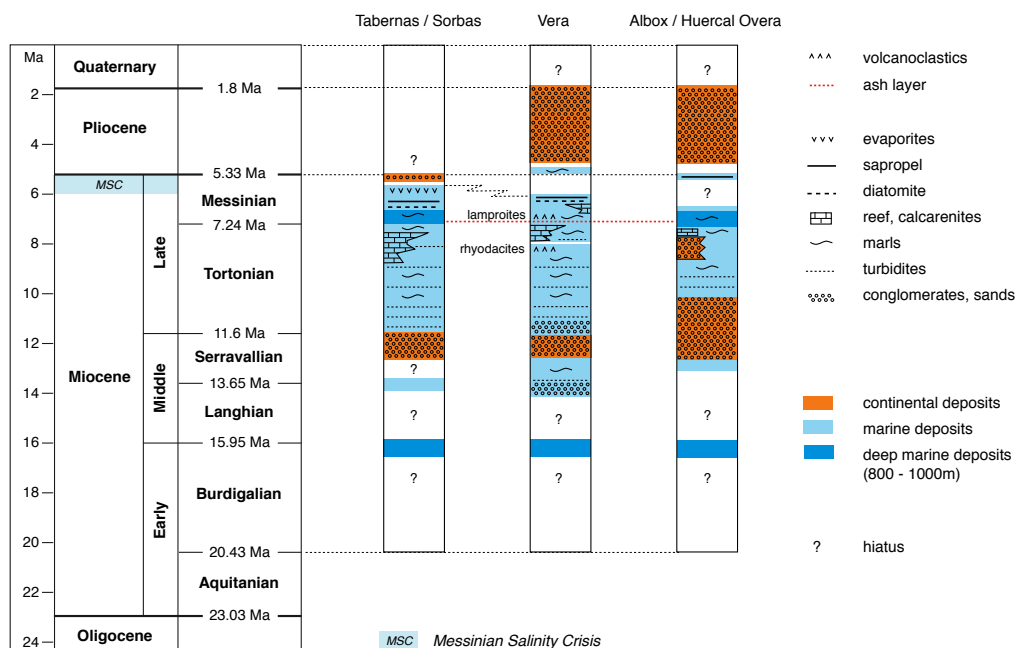 Tabernas / Sorbas
Vera
Albox / Huercal Overa
Ma
2
4
6
8
10
12
14
16
18
20
22
24
Quaternary
1.8 Ma
Pliocene
5.33 Ma
MSC
Messinian
7.24 Ma
Late
Tortonian
11.6 Ma
Miocene
Middle
Serravallian
13.65 Ma
Langhian
15.95 Ma
Early
Burdigalian
20.43 Ma
Aquitanian
23.03 Ma
Oligocene
?
?
?
?
lamproites
rhyodacites
?
?
?
?
?
?
?
?
volcanoclastics
ash layer
evaporites
sapropel
diatomite
reef, calcarenites
marls
turbidites
conglomerates, sands
continental deposits
marine deposits
deep marine deposits
(800 - 1000m)
? hiatus
MSC Messinian Salinity Crisis